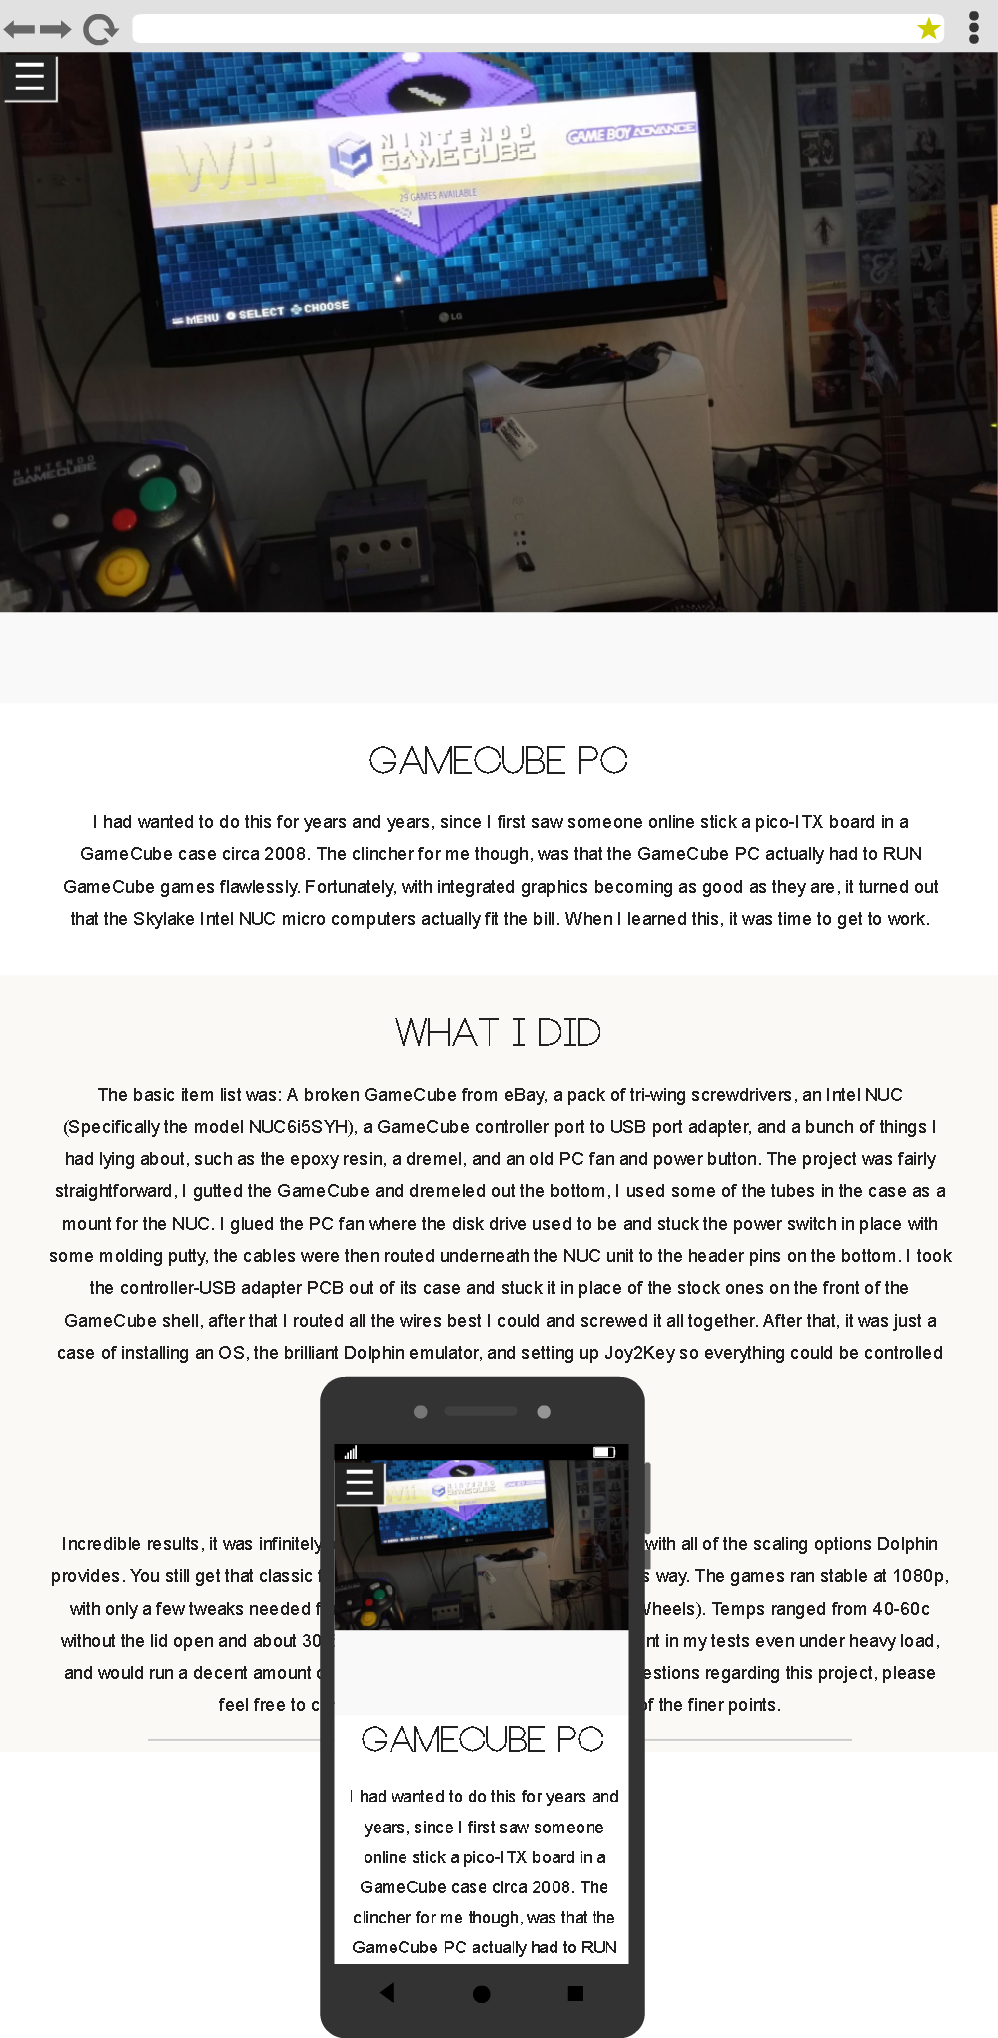 Wii
NINTENDO
GAMECUBE
GAME BOY ADVANCE
29 GAMES AVAILABLE
MENU SELECT CHOOSE
LG
NINTENDO
GAMECUBE
GAMECUBE PC
I had wanted to do this for years and years, since I first saw someone online stick a pico-ITX board in a
GameCube case circa 2008. The clincher for me though, was that the GameCube PC actually had to RUN
GameCube games flawlessly. Fortunately, with integrated graphics becoming as good as they are, it turned out
that the Skylake Intel NUC micro computers actually fit the bill. When I learned this, it was time to get to work.
WHAT I DID
The basic item list was: A broken GameCube from eBay, a pack of tri-wing screwdrivers, an Intel NUC
(Specifically the model NUC6i5SYH), a GameCube controller port to USB port adapter, and a bunch of things I
had lying about, such as the epoxy resin, a dremel, and an old PC fan and power button. The project was fairly
straightforward, I gutted the GameCube and dremeled out the bottom, I used some of the tubes in the case as a
mount for the NUC. I glued the PC fan where the disk drive used to be and stuck the power switch in place with
some molding putty, the cables were then routed underneath the NUC unit to the header pins on the bottom. I took
the controller-USB adapter PCB out of its case and stuck it in place of the stock ones on the front of the
GameCube shell, after that I routed all the wires best I could and screwed it all together. After that, it was just a
case of installing an OS, the brilliant Dolphin emulator, and setting up Joy2Key so everything could be controlled
Incredible results, it was infinitely with all of the scaling options Dolphin
provides. You still get that classic way. The games ran stable at 1080p,
with only a few tweaks needed Wheels). Temps ranged from 40-60c
without the lid open and about 30 in my tests even under heavy load,
and would run a decent amount regarding this project, please
feel free to of the finer points.
Wii
NINTENDO
GAMECUBE
GAMECUBE PC
I had wanted to do this for years and
years, since I first saw someone
online stick a pico-ITX board in a
GameCube case circa 2008. The
clincher for me though, was that the
GameCube PC actually had to RUN